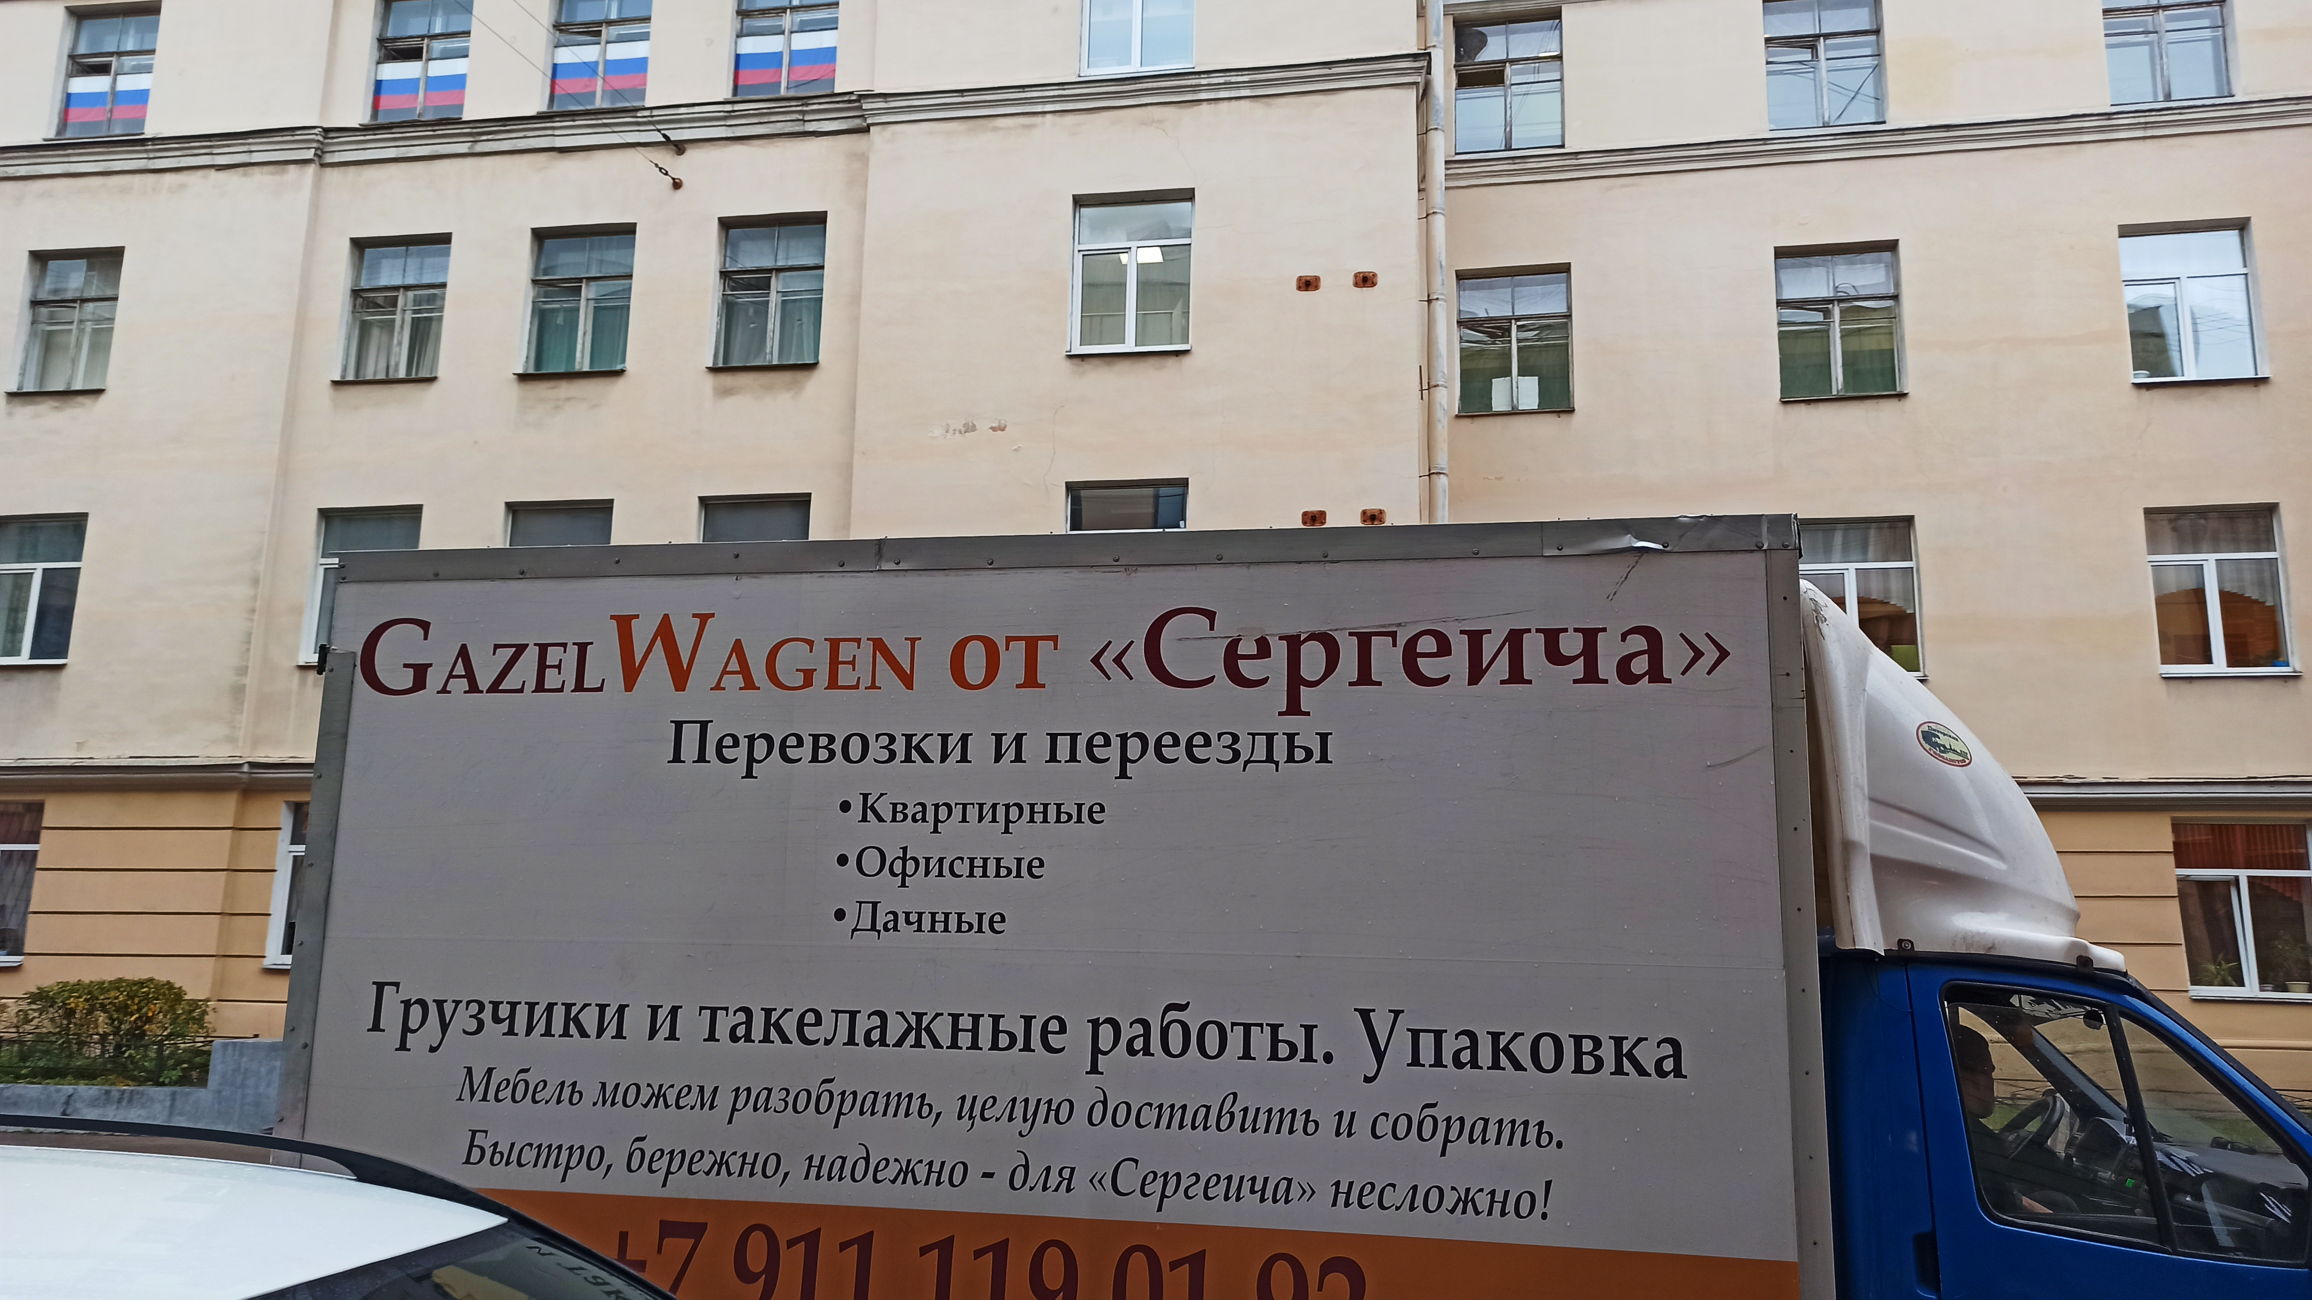 GAZELWAGEN от «Сергеича»
Перевозки и переезды
•Квартирные
•Офисные
•Дачные
Грузчики и такелажные работы. Упаковка
Мебель можем разобрать, целую доставить и собрать.
Быстро, бережно, надежно - для «Сергеича» несложно!
+7 911 119 01 92